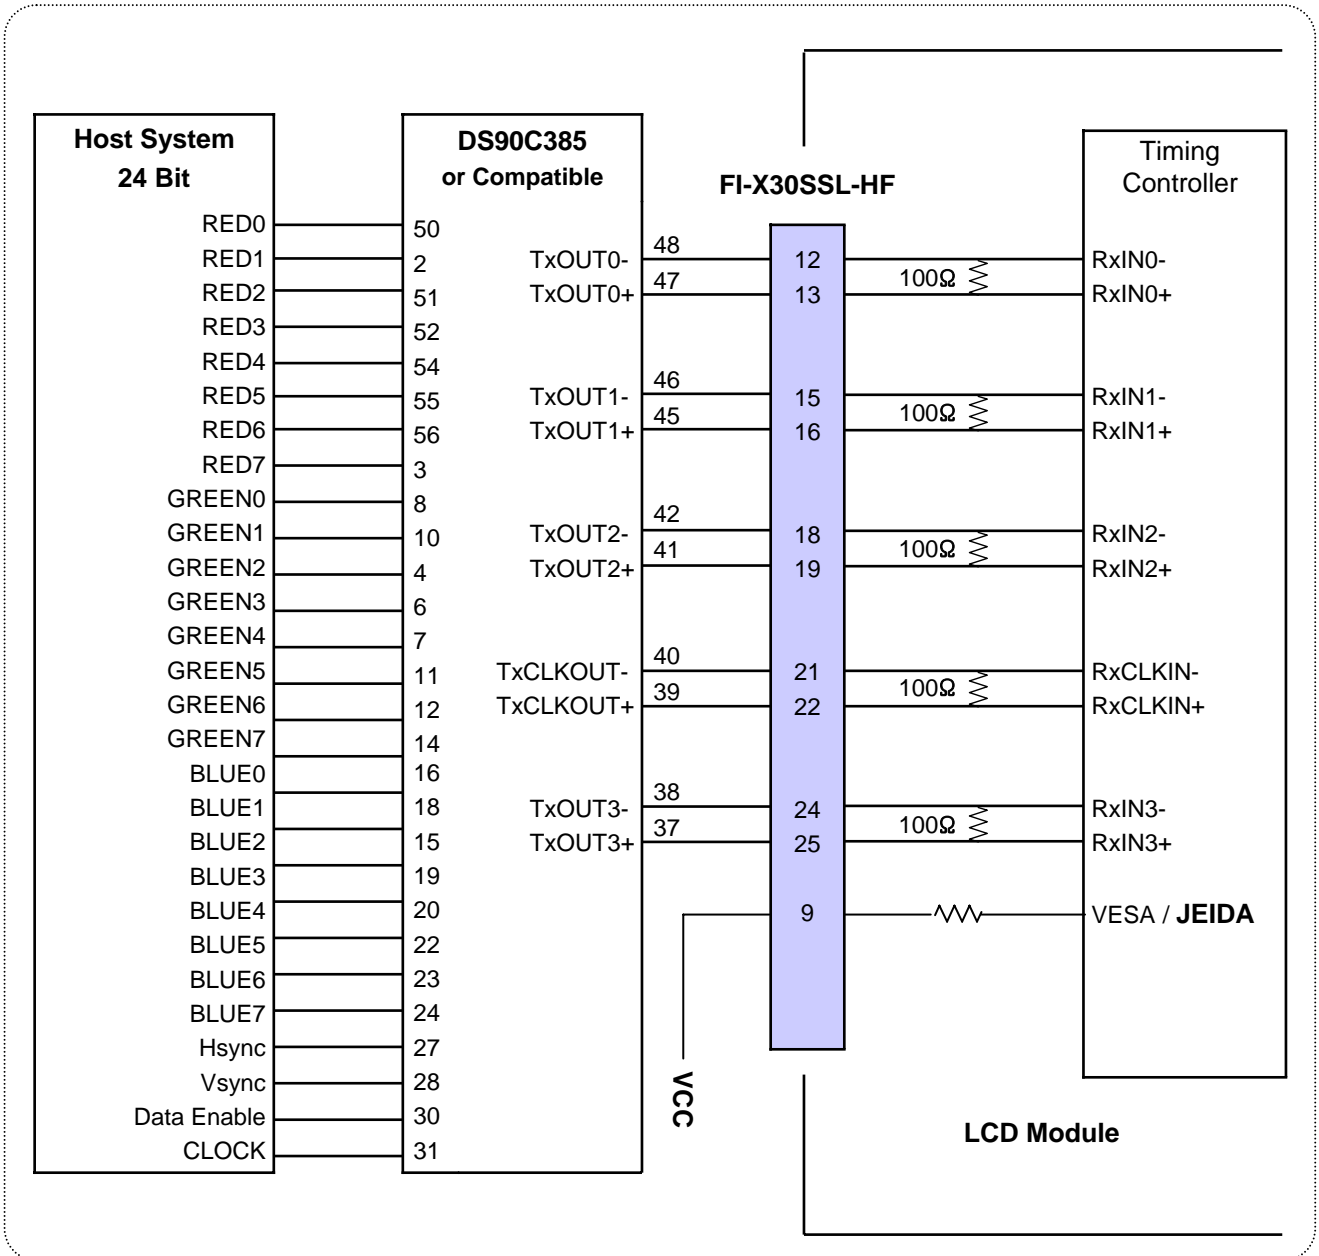 Host System
24 Bit
RED0
RED1
RED2
RED3
RED4
RED5
RED6
RED7
GREEN0
GREEN1
GREEN2
GREEN3
GREEN4
GREEN5
GREEN6
GREEN7
BLUE0
BLUE1
BLUE2
BLUE3
BLUE4
BLUE5
BLUE6
BLUE7
Hsync
Vsync
Data Enable
CLOCK
DS90C385
or Compatible
50
2
51
52
54
55
56
3
8
10
4
6
7
11
12
14
16
18
15
19
20
22
23
24
27
28
30
31
TxOUT0-
TxOUT0+
TxOUT1-
TxOUT1+
TxOUT2-
TxOUT2+
TxCLKOUT-
TxCLKOUT+
TxOUT3-
TxOUT3+
48
47
46
45
42
41
40
39
38
37
VCC
FI-X30SSL-HF
12
13
15
16
18
19
21
22
24
25
9
100Ω
100Ω
100Ω
100Ω
100Ω
Timing
Controller
RxIN0-
RxIN0+
RxIN1-
RxIN1+
RxIN2-
RxIN2+
RxCLKIN-
RxCLKIN+
RxIN3-
RxIN3+
VESA / JEIDA
LCD Module